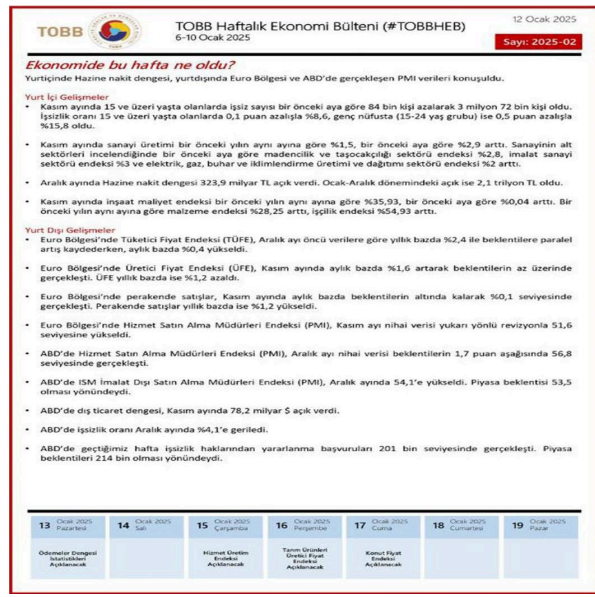 TOBB
TOBB Haftalık Ekonomi Bülteni (#TOBBHEB)
6-10 Ocak 2025
12 Ocak 2025
Sayı: 2025-02
Ekonomide bu hafta ne oldu?
Yurtiçinde Hazine nakit dengesi, yurtdışında Euro Bölgesi ve ABD'de gerçekleşen PMI verileri konuşuldu.
Yurt İçi Gelişmeler
• Kasım ayında 15 ve üzeri yaşta olanlarda işsiz sayısı bir önceki aya göre 84 bin kişi azalarak 3 milyon 72 bin kişi oldu.
İşsizlik oranı 15 ve üzeri yaşta olanlarda 0,1 puan azalışla %8,6, genç nüfusta (15-24 yaş grubu) ise 0,5 puan azalışla
%15,8 oldu.
• Kasım ayında sanayi üretimi bir önceki yılın aynı ayına göre %1,5, bir önceki aya göre %2,9 arttı. Sanayinin alt
sektörleri incelendiğinde bir önceki aya göre madencilik ve taşocakçılığı sektörü endeksi %2,8, imalat sanayi
sektörü endeksi %3 ve elektrik, gaz, buhar ve iklimlendirme üretimi ve dağıtımı sektörü endeksi %2 arttı.
• Aralık ayında Hazine nakit dengesi 323,9 milyar TL açık verdi. Ocak-Aralık dönemindeki açık ise 2,1 trilyon TL oldu.
• Kasım ayında inşaat maliyet endeksi bir önceki yılın aynı ayına göre %35,93, bir önceki aya göre %0,04 arttı. Bir
önceki yılın aynı ayına göre malzeme endeksi %28,25 arttı, işçilik endeksi %54,93 arttı.
Yurt Dışı Gelişmeler
• Euro Bölgesi'nde Tüketici Fiyat Endeksi (TÜFE), Aralık ayı öncü verilere göre yıllık bazda %2,4 ile beklentilere paralel
artış kaydederken, aylık bazda %0,4 yükseldi.
• Euro Bölgesi'nde Üretici Fiyat Endeksi (ÜFE), Kasım ayında aylık bazda %1,6 artarak beklentilerin az üzerinde
gerçekleşti. ÜFE yıllık bazda ise %1,2 azaldı.
• Euro Bölgesi'nde perakende satışlar, Kasım ayında aylık bazda beklentilerin altında kalarak %0,1 seviyesinde
gerçekleşti. Perakende satışlar yıllık bazda ise %1,2 yükseldi.
• Euro Bölgesi'nde Hizmet Satın Alma Müdürleri Endeksi (PMI), Kasım ayı nihai verisi yukarı yönlü revizyonla 51,6
seviyesine yükseldi.
• ABD'de Hizmet Satın Alma Müdürleri Endeksi (PMI), Aralık ayı nihai verisi beklentilerin 1,7 puan aşağısında 56,8
seviyesinde gerçekleşti.
• ABD'de ISM İmalat Dışı Satın Alma Müdürleri Endeksi (PMI), Aralık ayında 54,1'e yükseldi. Piyasa beklentisi 53,5
olması yönündeydi.
• ABD'de dış ticaret dengesi, Kasım ayında 78,2 milyar $ açık verdi.
• ABD'de işsizlik oranı Aralık ayında %4,1'e geriledi.
• ABD'de geçtiğimiz hafta işsizlik haklarından yararlanma başvuruları 201 bin seviyesinde gerçekleşti. Piyasa
beklentileri 214 bin olması yönündeydi.
13 Ocak 2025 Pazartesi
14 Ocak 2025 Salı
15 Ocak 2025 Çarşamba
16 Ocak 2025 Perşembe
17 Ocak 2025 Cuma
18 Ocak 2025 Cumartesi
19 Ocak 2025 Pazar
Ödemeler Dengesi
İstatistikleri
Açıklanacak
Hizmet Üretim
Endeksi
Açıklanacak
Tarım Ürünleri
Üretici Fiyat
Endeksi
Açıklanacak
Konut Fiyat
Endeksi
Açıklanacak